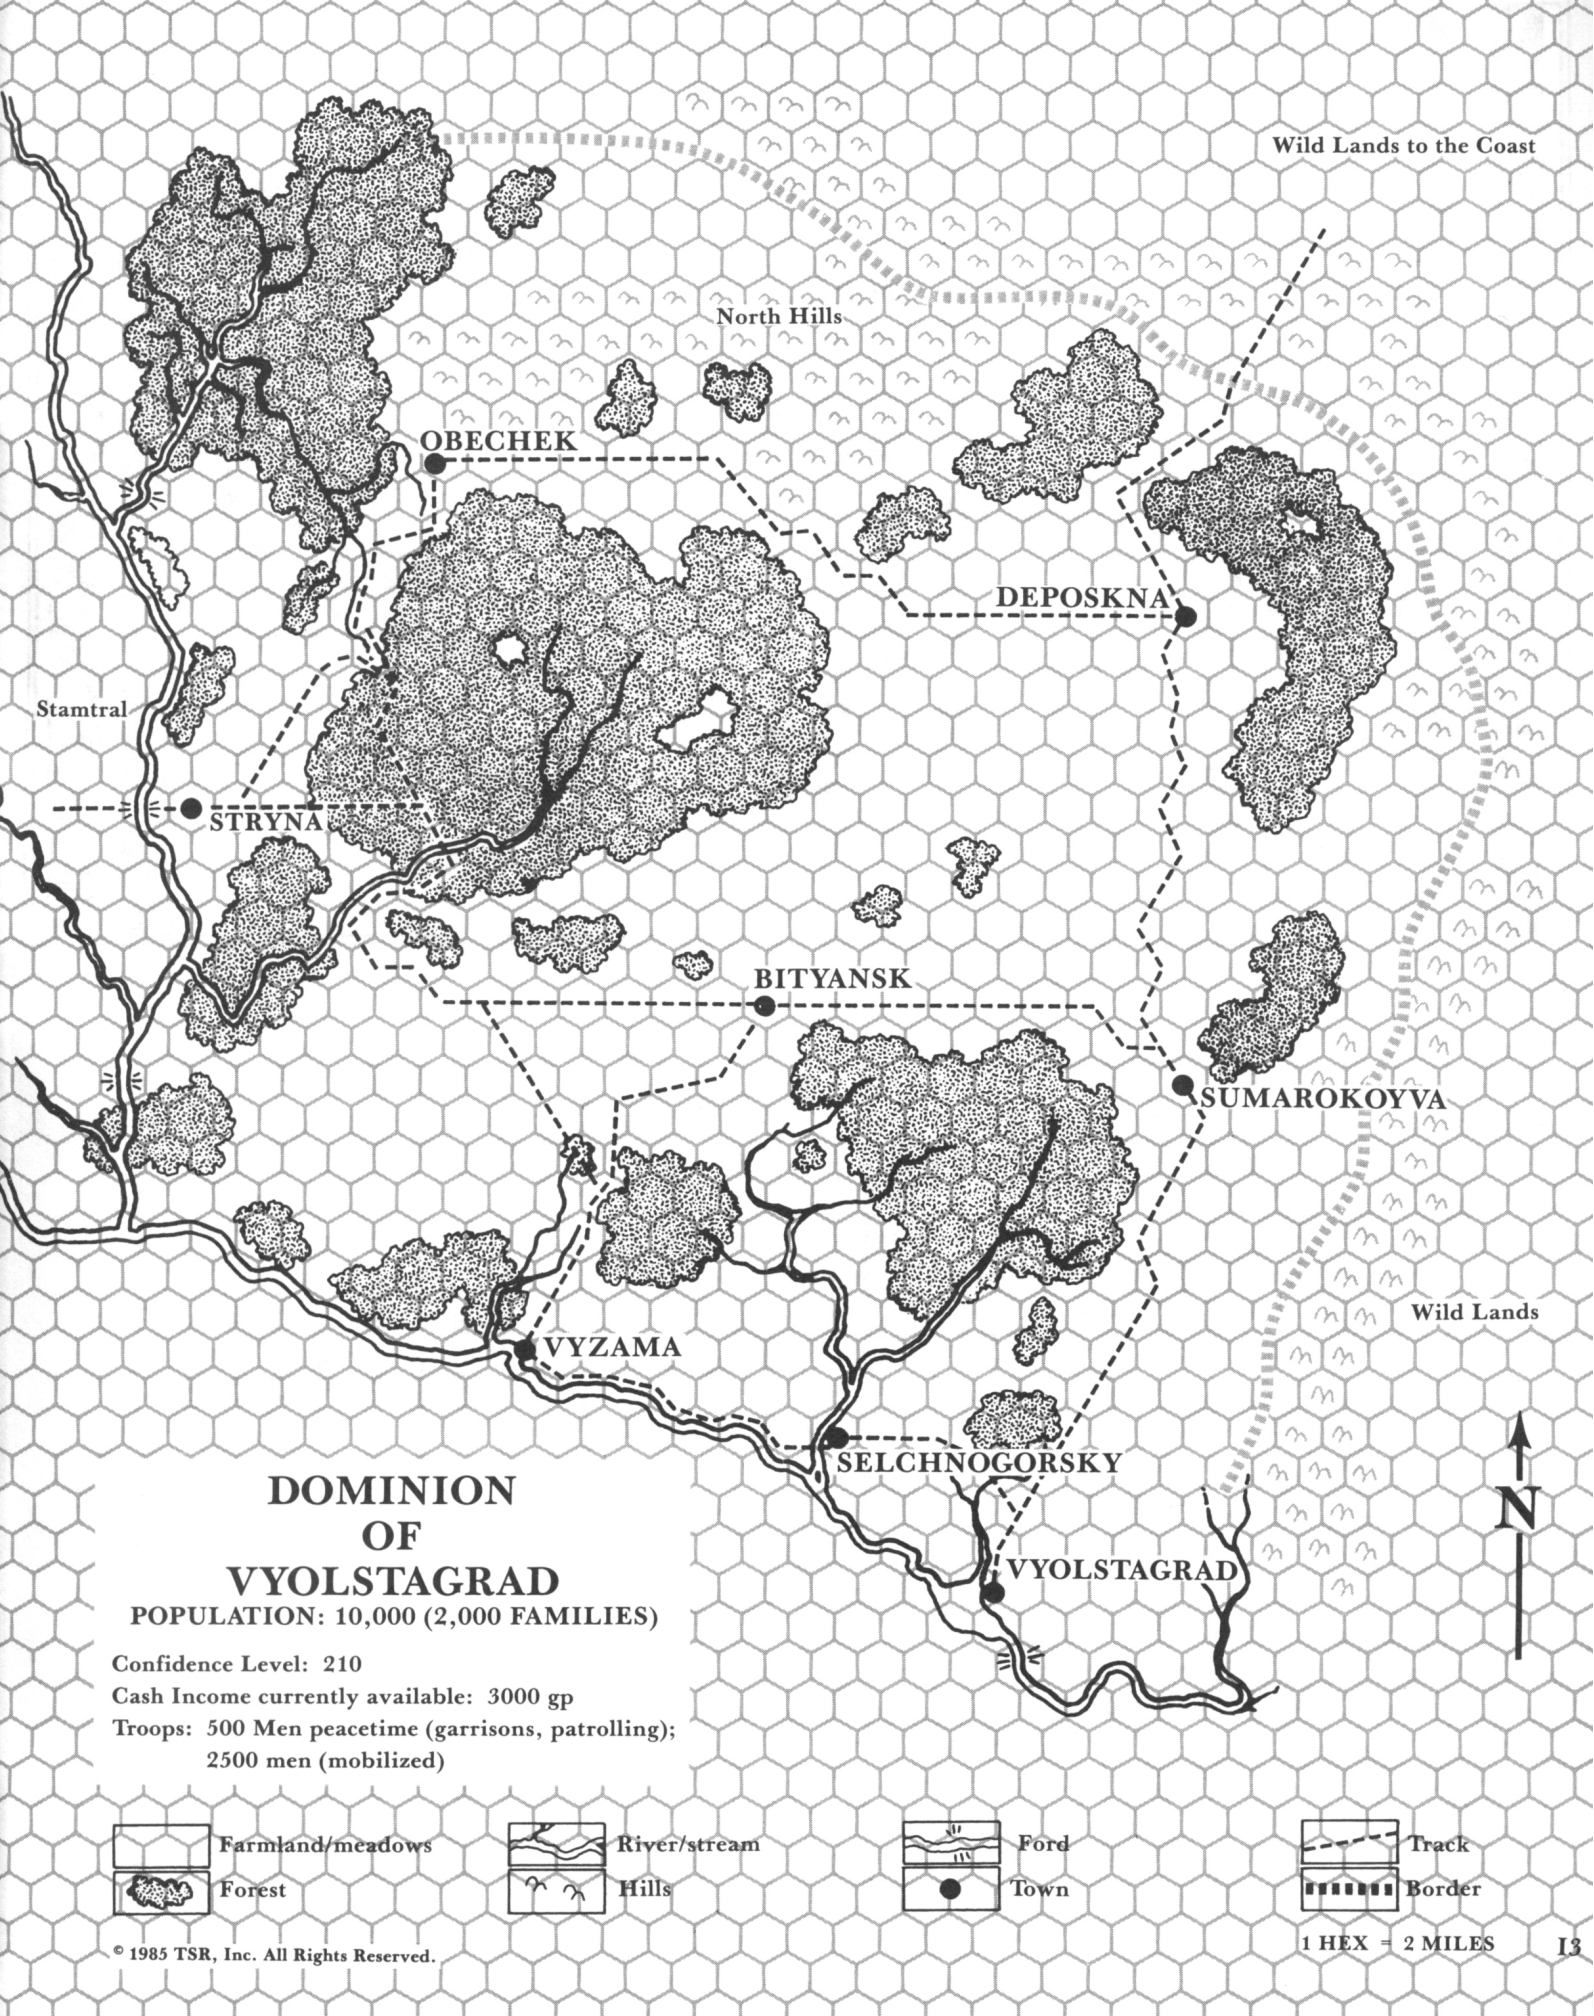 Wild Lands to the Coast
North Hills
OBECHEK
DEPOSKNA
Stamtral
STRYNA
BITYANSK
SUMAROKOYVA
Wild Lands
VYZAMA
SELCHNOGORSKY
N
DOMINION
OF
VYOLSTAGRAD
POPULATION: 10,000 (2,000 FAMILIES)
VYOLSTAGRAD
Confidence Level: 210
Cash Income currently available: 3000 gp
Troops: 500 Men peacetime (garrisons, patrolling);
2500 men (mobilized)
Farmland/meadows
River/stream
Ford
Track
Forest
Hills
Town
Border
© 1985 TSR, Inc. All Rights Reserved.
1 HEX = 2 MILES
13